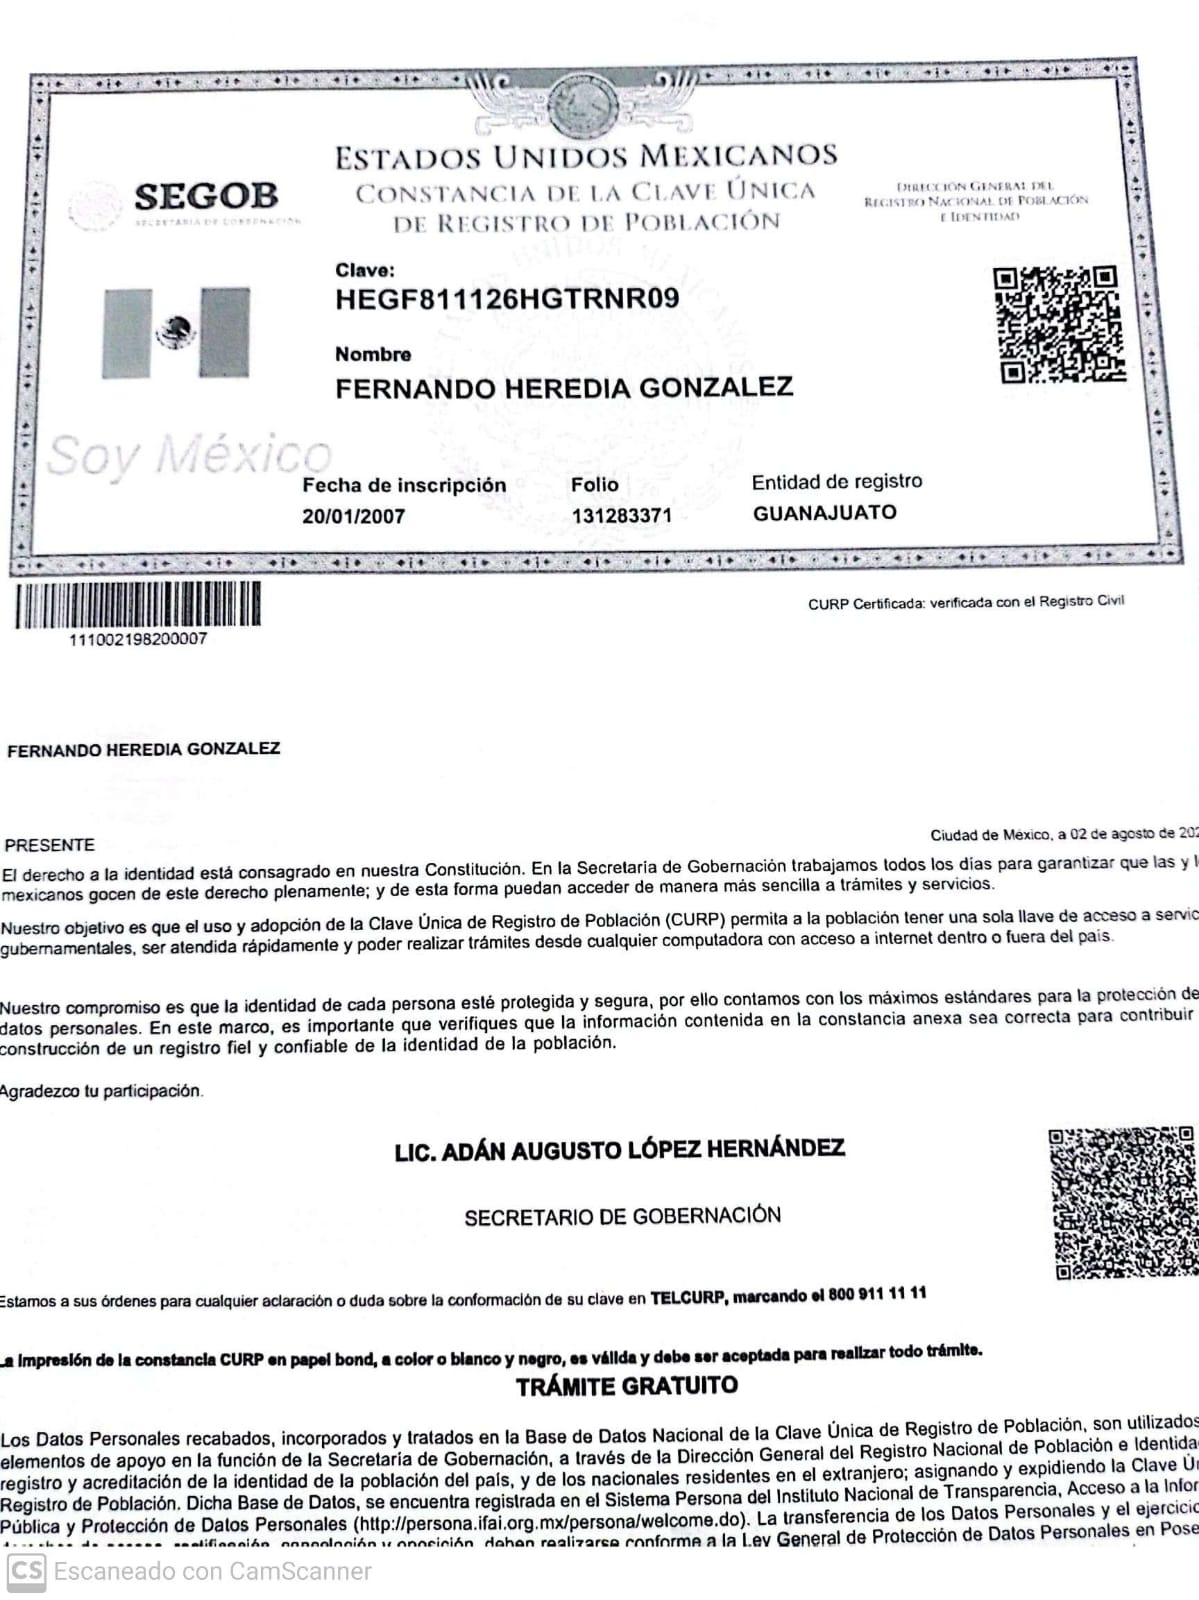 ESTADOS UNIDOS MEXICANOS
CONSTANCIA DE LA CLAVE ÚNICA
DE REGISTRO DE POBLACIÓN
SEGOB
SECRETARÍA DE GOBERNACIÓN
DIRECCIÓN GENERAL DEL
REGISTRO NACIONAL DE POBLACIÓN
E IDENTIDAD
Clave:
HEGF811126HGTRNR09
Nombre
FERNANDO HEREDIA GONZALEZ
Soy México
Fecha de inscripción Folio Entidad de registro
20/01/2007 131283371 GUANAJUATO
CURP Certificada: verificada con el Registro Civil
111002198200007
FERNANDO HEREDIA GONZALEZ
PRESENTE
Ciudad de México, a 02 de agosto de 202
El derecho a la identidad está consagrado en nuestra Constitución. En la Secretaría de Gobernación trabajamos todos los días para garantizar que las y l
mexicanos gocen de este derecho plenamente; y de esta forma puedan acceder de manera más sencilla a trámites y servicios.
Nuestro objetivo es que el uso y adopción de la Clave Única de Registro de Población (CURP) permita a la población tener una sola llave de acceso a servic
gubernamentales, ser atendida rápidamente y poder realizar trámites desde cualquier computadora con acceso a internet dentro o fuera del país.
Nuestro compromiso es que la identidad de cada persona esté protegida y segura, por ello contamos con los máximos estándares para la protección de
datos personales. En este marco, es importante que verifiques que la información contenida en la constancia anexa sea correcta para contribuir
construcción de un registro fiel y confiable de la identidad de la población.
Agradezco tu participación.
LIC. ADÁN AUGUSTO LÓPEZ HERNÁNDEZ
SECRETARIO DE GOBERNACIÓN
Estamos a sus órdenes para cualquier aclaración o duda sobre la conformación de su clave en TELCURP, marcando el 800 911 11 11
La impresión de la constancia CURP en papel bond, a color o blanco y negro, es válida y debe ser aceptada para realizar todo trámite.
TRÁMITE GRATUITO
Los Datos Personales recabados, incorporados y tratados en la Base de Datos Nacional de la Clave Única de Registro de Población, son utilizados
elementos de apoyo en la función de la Secretaría de Gobernación, a través de la Dirección General del Registro Nacional de Población e Identida
registro y acreditación de la identidad de la población del país, y de los nacionales residentes en el extranjero; asignando y expidiendo la Clave Ún
Registro de Población. Dicha Base de Datos, se encuentra registrada en el Sistema Persona del Instituto Nacional de Transparencia, Acceso a la Infor
Pública y Protección de Datos Personales (http://persona.ifai.org.mx/persona/welcome.do). La transferencia de los Datos Personales y el ejercicio
rectificación, cancelación y oposición, deben realizarse conforme a la Ley General de Protección de Datos Personales en Pose
CS Escaneado con CamScanner